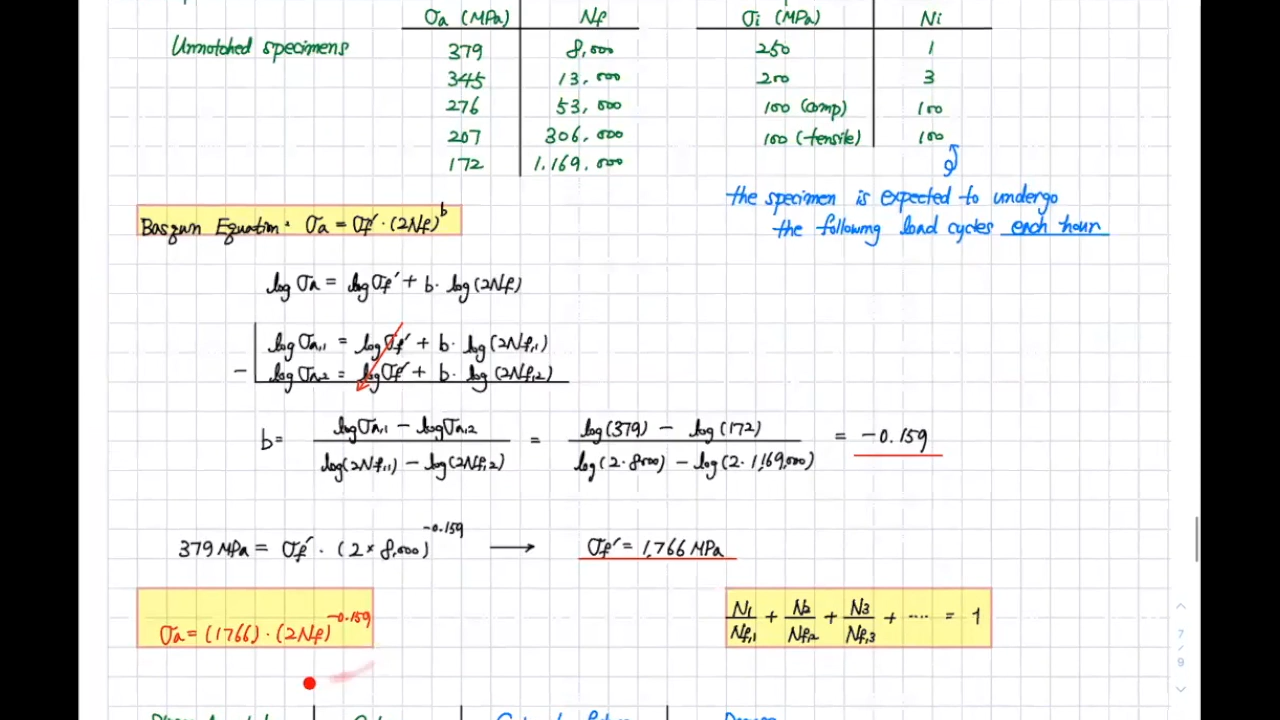 σa (MPa) Nf
Unnotched specimens
379 8,000
345 13,000
276 53,000
207 306,000
172 1.169.000
σi (MPa) Ni
250 1
200 3
100 (comp) 100
100 (tensile) 100
the specimen is expected to undergo
the following load cycles each hour
Basqun Equation. σa = σf′·(2Nf)^b
log σa = log σf′ + b· log(2Nf)
log σa,1 = log σf′ + b· log(2Nf,1)
- log σa,2 = log σf′ + b· log(2Nf,2)
b= (logσa,1 - logσa,2) / (log(2Nf,1) - log(2Nf,2)) = (log(379) - log(172)) / (log(2·8,000) - log(2·1,169,000)) = -0.159
379 MPa = σf′ · (2 × 8,000)^-0.159 → σf′ = 1,766 MPa
σa = (1766)·(2Nf)^-0.159
N1/Nf,1 + N2/Nf,2 + N3/Nf,3 + ···· = 1
7
/
9